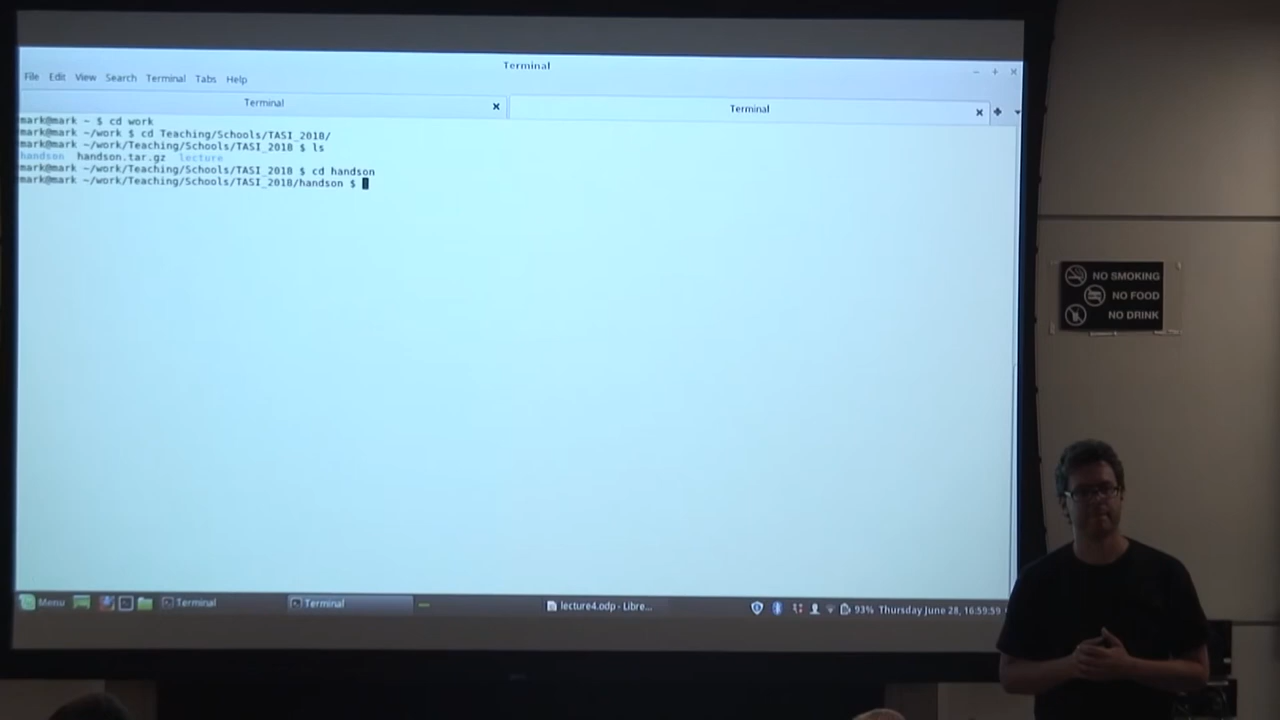 Terminal
File Edit View Search Terminal Tabs Help
Terminal
Terminal
mark@mark ~ $ cd work
mark@mark ~/work $ cd Teaching/Schools/TASI_2018/
mark@mark ~/work/Teaching/Schools/TASI_2018 $ ls
handson handson.tar.gz lecture
mark@mark ~/work/Teaching/Schools/TASI_2018 $ cd handson
mark@mark ~/work/Teaching/Schools/TASI_2018/handson $
Menu Terminal Terminal lecture4.odp - Libre... 93% Thursday June 28, 16:59:59
NO SMOKING
NO FOOD
NO DRINK